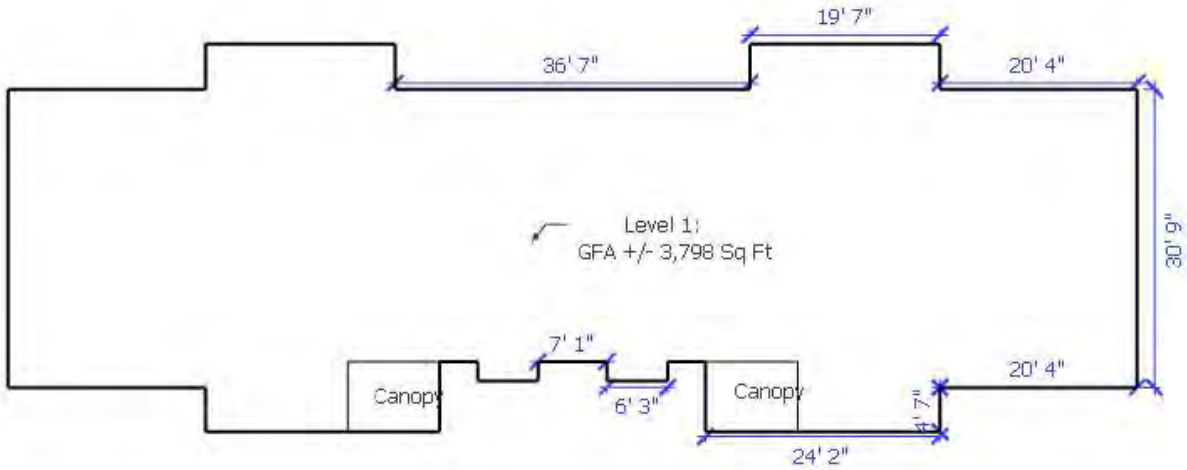 19' 7"
36' 7"
20' 4"
Level 1:
GFA +/- 3,798 Sq Ft
30' 9"
7' 1"
20' 4"
Canopy
Canopy
6' 3"
4' 7"
24' 2"